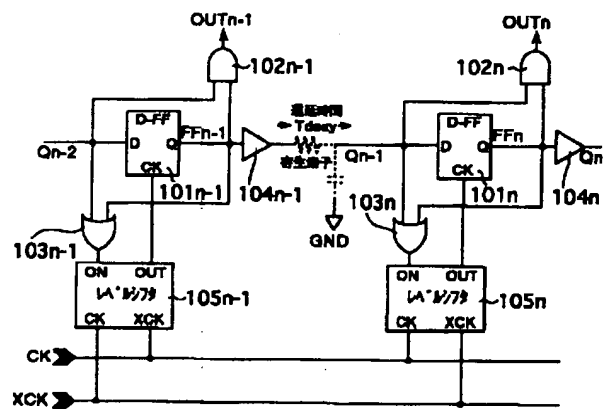 OUTn-1
102n-1
D-FF
Qn-2
D
Q
FFn-1
CK
101n-1
遅延時間
Tdeay
寄生素子
104n-1
Qn-1
GND
103n-1
ON
OUT
レベルシフタ
CK
XCK
105n-1
OUTn
102n
D-FF
D
Q
FFn
CK
101n
104n
Qn
103n
ON
OUT
レベルシフタ
CK
XCK
105n
CK
XCK